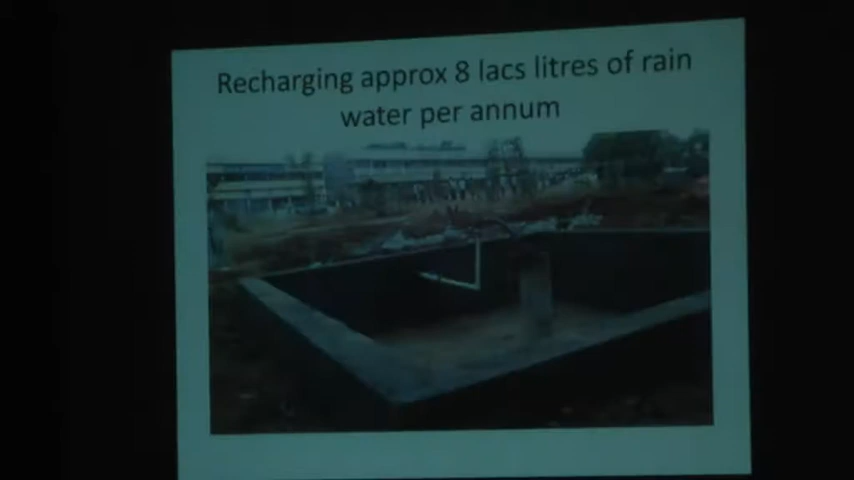 Recharging approx 8 lacs litres of rain
water per annum